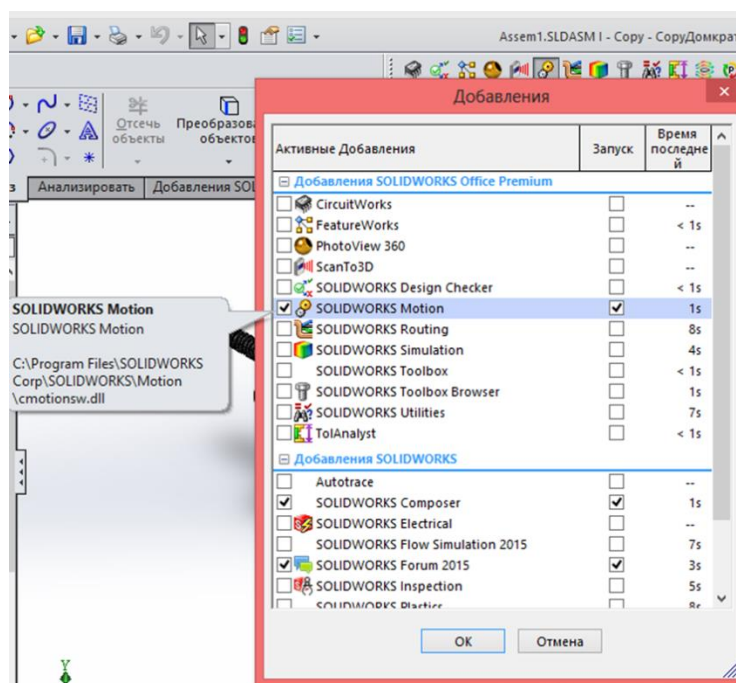 Assem1.SLDASM I - Copy - CopyДомкрат
Отсечь объекты
Преобразова объектов
Анализировать
Добавления SOL
SOLIDWORKS Motion
SOLIDWORKS Motion
C:\Program Files\SOLIDWORKS
Corp\SOLIDWORKS\Motion
\cmotionsw.dll
Добавления
Активные Добавления Запуск Время последне й
Добавления SOLIDWORKS Office Premium
CircuitWorks --
FeatureWorks < 1s
PhotoView 360 --
ScanTo3D --
SOLIDWORKS Design Checker < 1s
SOLIDWORKS Motion 1s
SOLIDWORKS Routing 8s
SOLIDWORKS Simulation 4s
SOLIDWORKS Toolbox < 1s
SOLIDWORKS Toolbox Browser 1s
SOLIDWORKS Utilities 7s
TolAnalyst < 1s
Добавления SOLIDWORKS
Autotrace --
SOLIDWORKS Composer 1s
SOLIDWORKS Electrical --
SOLIDWORKS Flow Simulation 2015 7s
SOLIDWORKS Forum 2015 3s
SOLIDWORKS Inspection 5s
SOLIDWORKS Plastics 8s
OK Отмена
Y